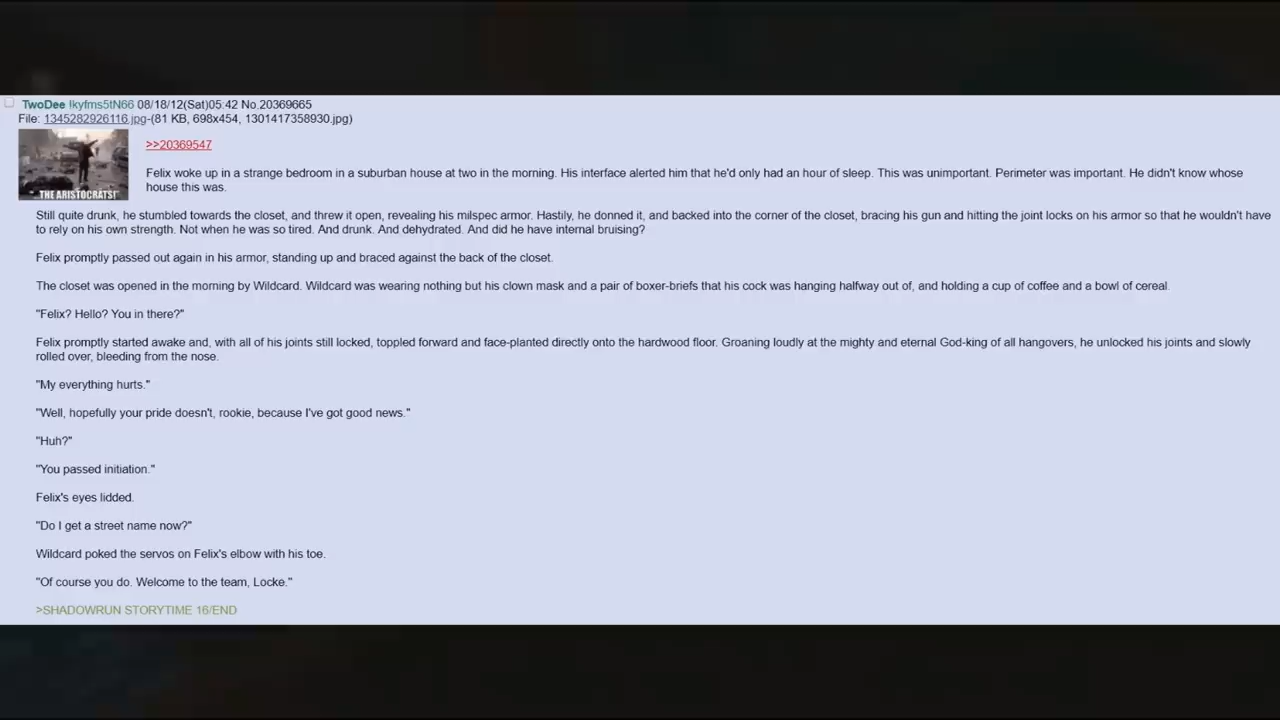 TwoDee !kyfms5tN66 08/18/12(Sat)05:42 No.20369665
File: 1345282926116.jpg-(81 KB, 698x454, 1301417358930.jpg)
THE ARISTOCRATS!"
>>20369547
Felix woke up in a strange bedroom in a suburban house at two in the morning. His interface alerted him that he'd only had an hour of sleep. This was unimportant. Perimeter was important. He didn't know whose
house this was.
Still quite drunk, he stumbled towards the closet, and threw it open, revealing his milspec armor. Hastily, he donned it, and backed into the corner of the closet, bracing his gun and hitting the joint locks on his armor so that he wouldn't have
to rely on his own strength. Not when he was so tired. And drunk. And dehydrated. And did he have internal bruising?
Felix promptly passed out again in his armor, standing up and braced against the back of the closet.
The closet was opened in the morning by Wildcard. Wildcard was wearing nothing but his clown mask and a pair of boxer-briefs that his cock was hanging halfway out of, and holding a cup of coffee and a bowl of cereal.
"Felix? Hello? You in there?"
Felix promptly started awake and, with all of his joints still locked, toppled forward and face-planted directly onto the hardwood floor. Groaning loudly at the mighty and eternal God-king of all hangovers, he unlocked his joints and slowly
rolled over, bleeding from the nose.
"My everything hurts."
"Well, hopefully your pride doesn't, rookie, because I've got good news."
"Huh?"
"You passed initiation."
Felix's eyes lidded.
"Do I get a street name now?"
Wildcard poked the servos on Felix's elbow with his toe.
"Of course you do. Welcome to the team, Locke."
>SHADOWRUN STORYTIME 16/END